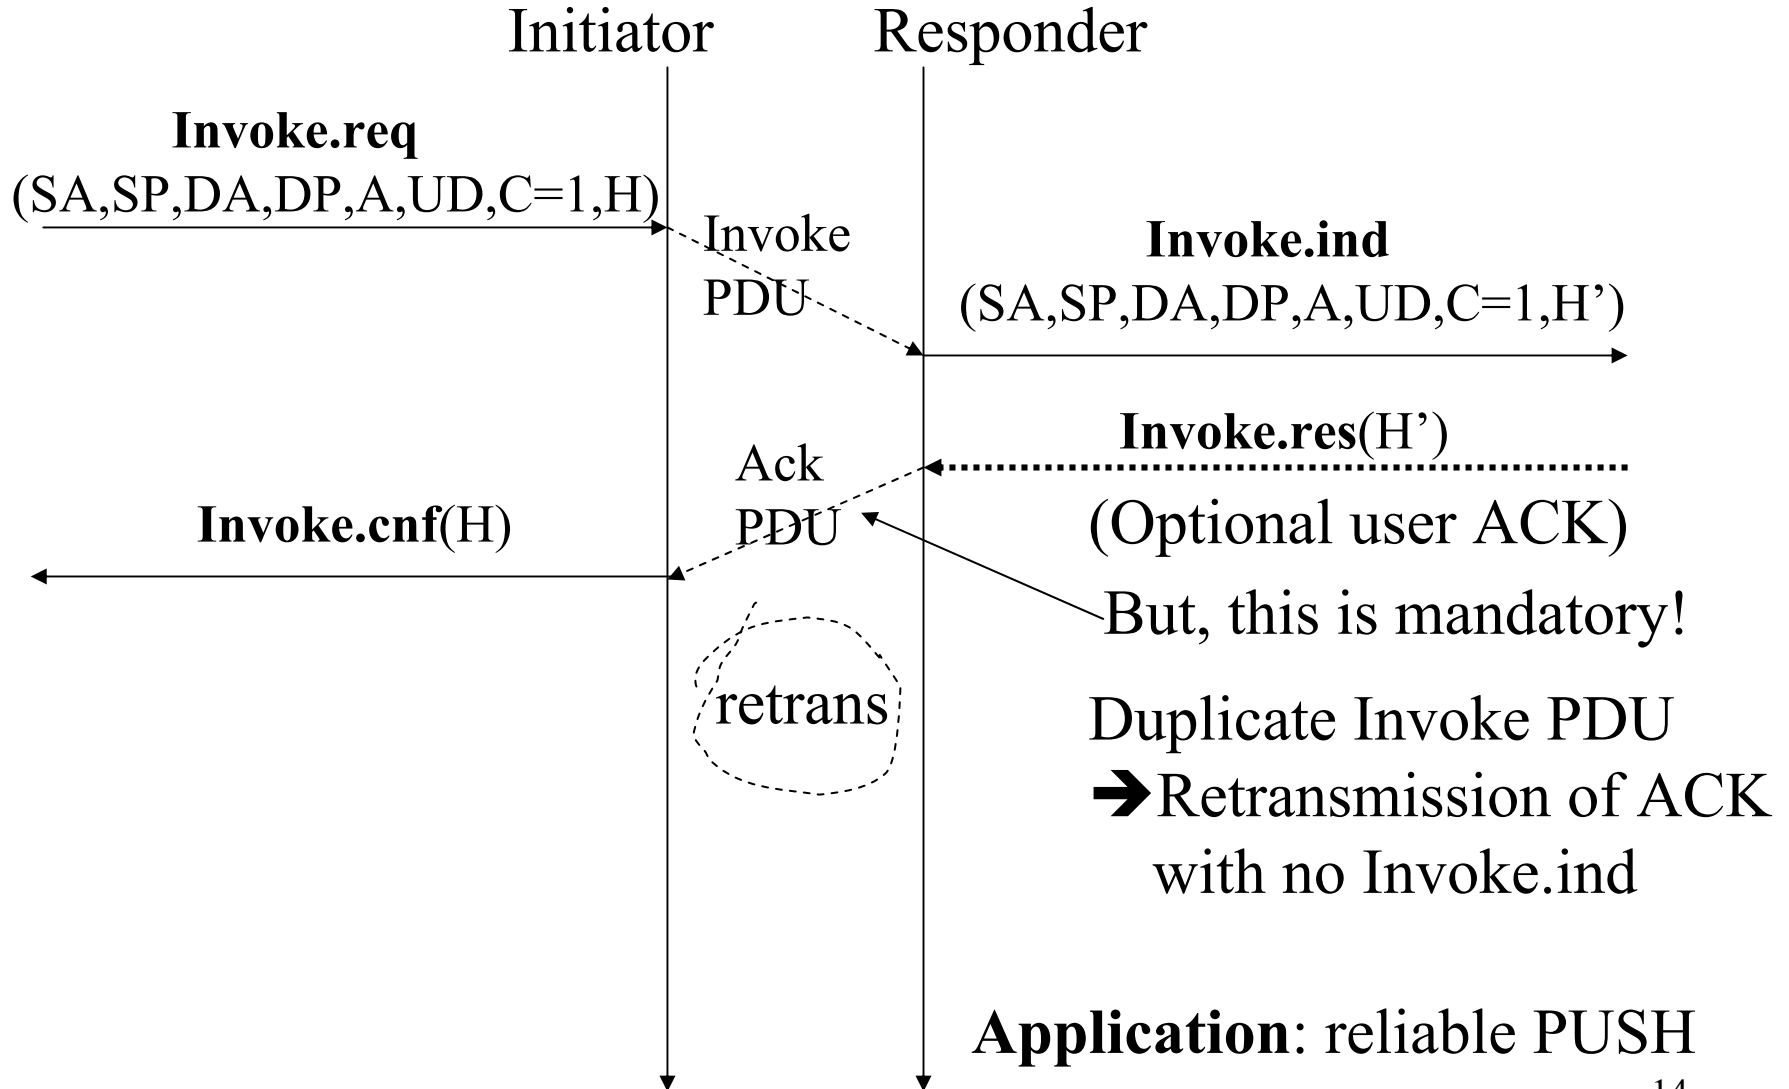 Initiator
Responder
Invoke.req
(SA,SP,DA,DP,A,UD,C=1,H)
Invoke
PDU
Invoke.ind
(SA,SP,DA,DP,A,UD,C=1,H’)
Invoke.res(H’)
Ack
PDU
Invoke.cnf(H)
(Optional user ACK)
But, this is mandatory!
retrans
Duplicate Invoke PDU
➔Retransmission of ACK
with no Invoke.ind
Application: reliable PUSH
14